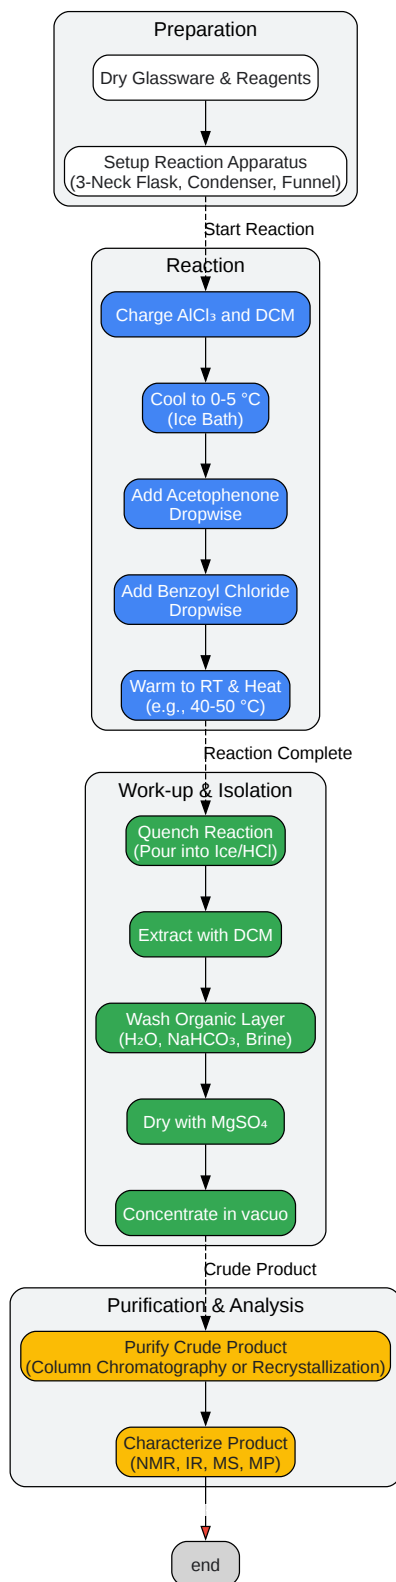 Preparation
Dry Glassware & Reagents
Setup Reaction Apparatus
(3-Neck Flask, Condenser, Funnel)
Start Reaction
Reaction
Charge AlCl₃ and DCM
Cool to 0-5 °C
(Ice Bath)
Add Acetophenone
Dropwise
Add Benzoyl Chloride
Dropwise
Warm to RT & Heat
(e.g., 40-50 °C)
Reaction Complete
Work-up & Isolation
Quench Reaction
(Pour into Ice/HCl)
Extract with DCM
Wash Organic Layer
(H₂O, NaHCO₃, Brine)
Dry with MgSO₄
Concentrate in vacuo
Crude Product
Purification & Analysis
Purify Crude Product
(Column Chromatography or Recrystallization)
Characterize Product
(NMR, IR, MS, MP)
end